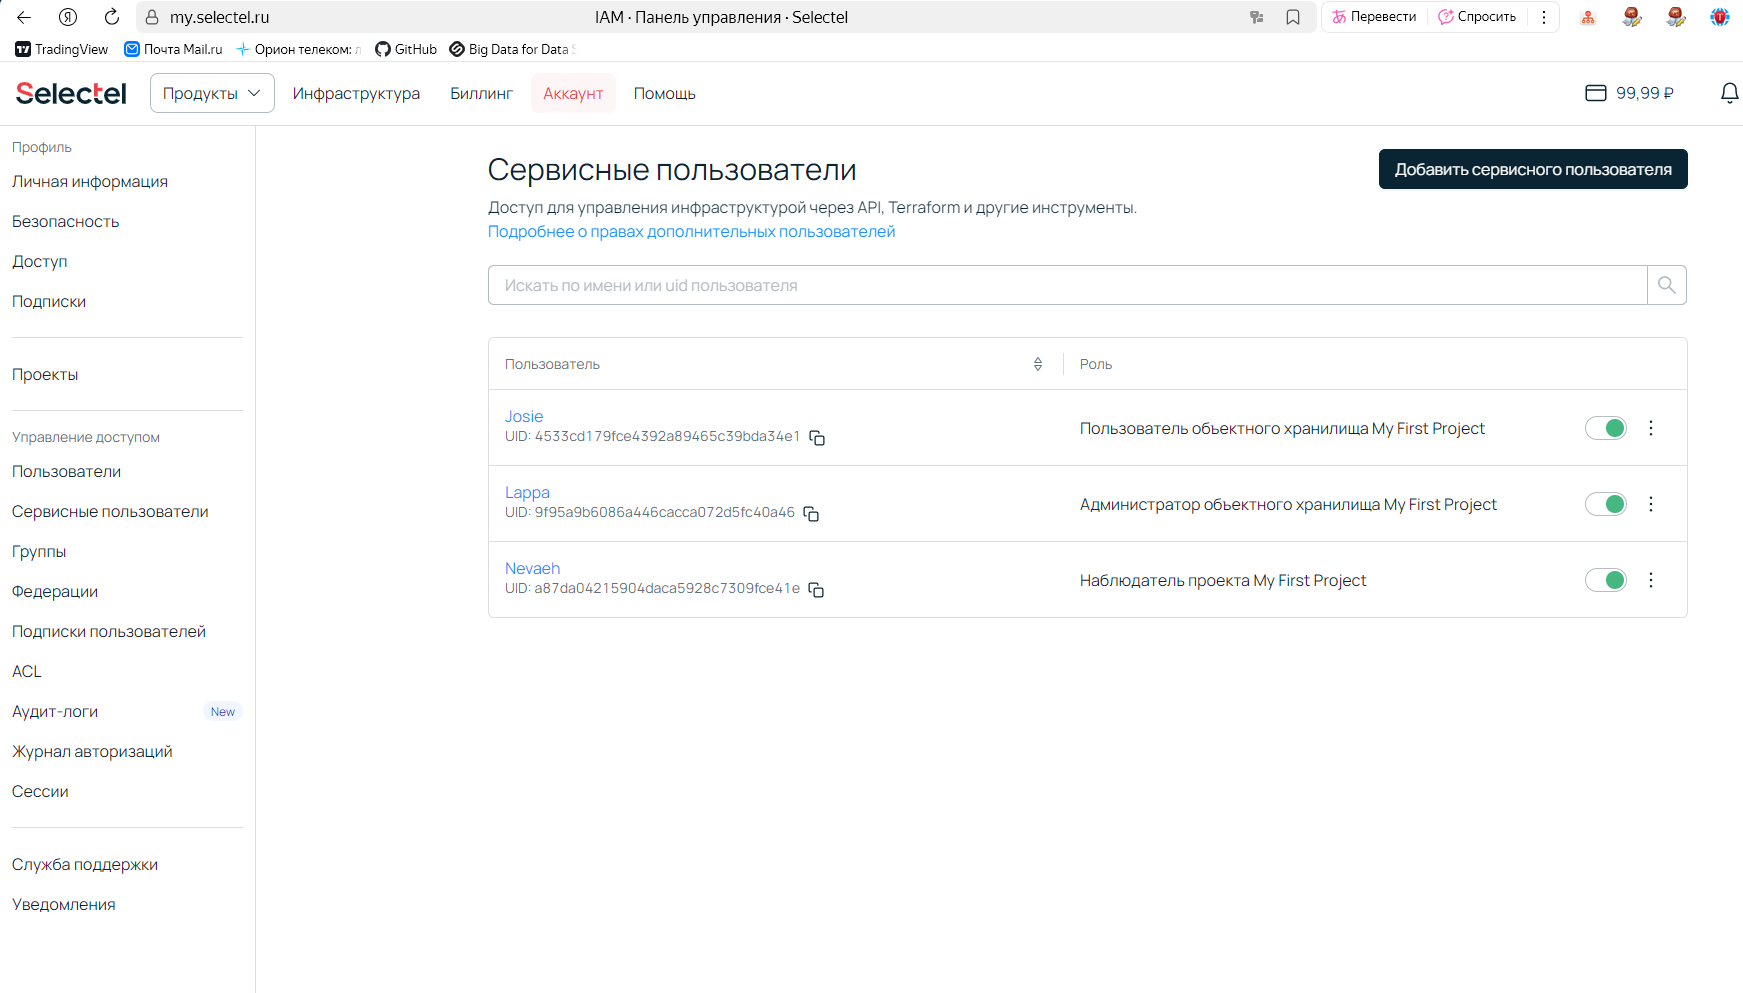 my.selectel.ru
IAM · Панель управления · Selectel
Перевести
Спросить
TradingView
Почта Mail.ru
Орион телеком:
GitHub
Big Data for Data S
Selectel
Продукты
Инфраструктура
Биллинг
Аккаунт
Помощь
99,99 ₽
Профиль
Личная информация
Безопасность
Доступ
Подписки
Проекты
Управление доступом
Пользователи
Сервисные пользователи
Группы
Федерации
Подписки пользователей
ACL
Аудит-логи New
Журнал авторизаций
Сессии
Служба поддержки
Уведомления
Сервисные пользователи
Добавить сервисного пользователя
Доступ для управления инфраструктурой через API, Terraform и другие инструменты.
Подробнее о правах дополнительных пользователей
Искать по имени или uid пользователя
Пользователь
Роль
Josie
UID: 4533cd179fce4392a89465c39bda34e1
Пользователь объектного хранилища My First Project
Lappa
UID: 9f95a9b6086a446cacca072d5fc40a46
Администратор объектного хранилища My First Project
Nevaeh
UID: a87da04215904daca5928c7309fce41e
Наблюдатель проекта My First Project